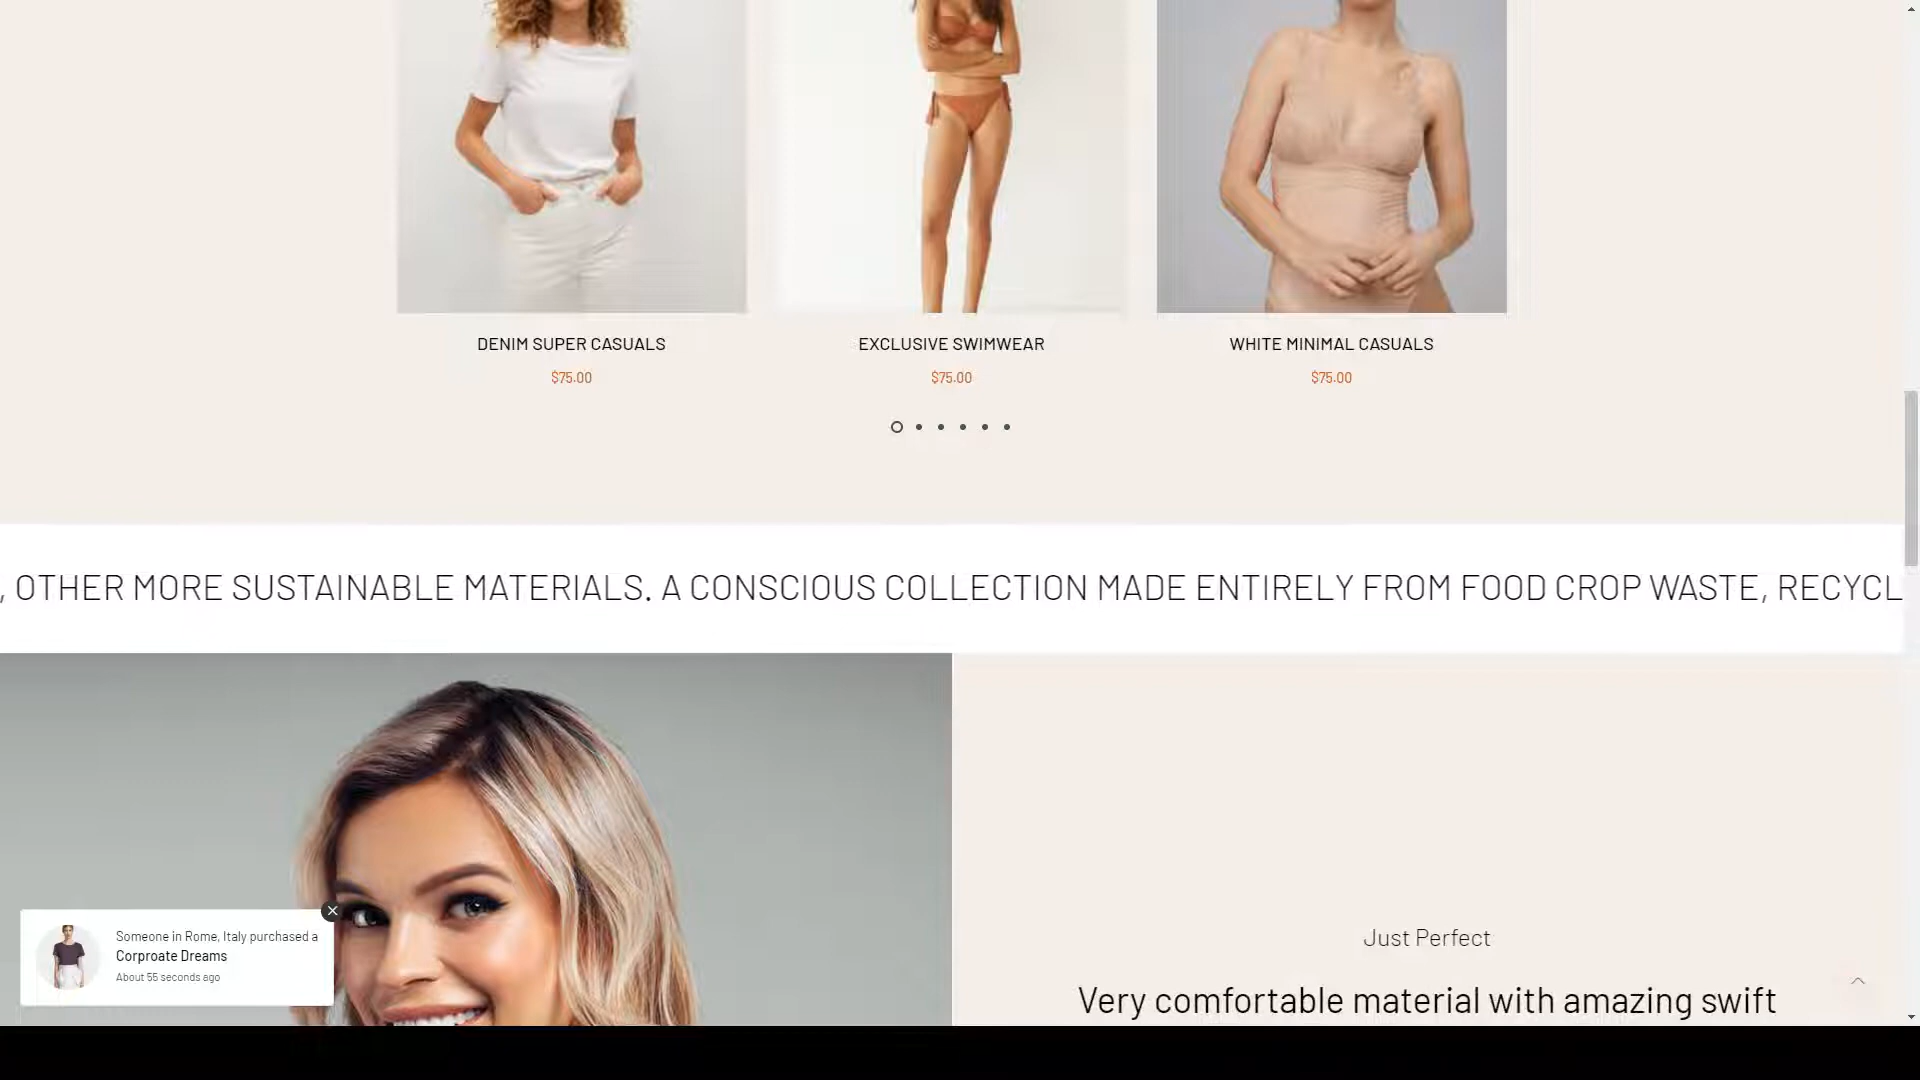 DENIM SUPER CASUALS
$75.00
EXCLUSIVE SWIMWEAR
$75.00
WHITE MINIMAL CASUALS
$75.00
, OTHER MORE SUSTAINABLE MATERIALS. A CONSCIOUS COLLECTION MADE ENTIRELY FROM FOOD CROP WASTE, RECYCL
Someone in Rome, Italy purchased a
Corproate Dreams
About 55 seconds ago
Just Perfect
Very comfortable material with amazing swift